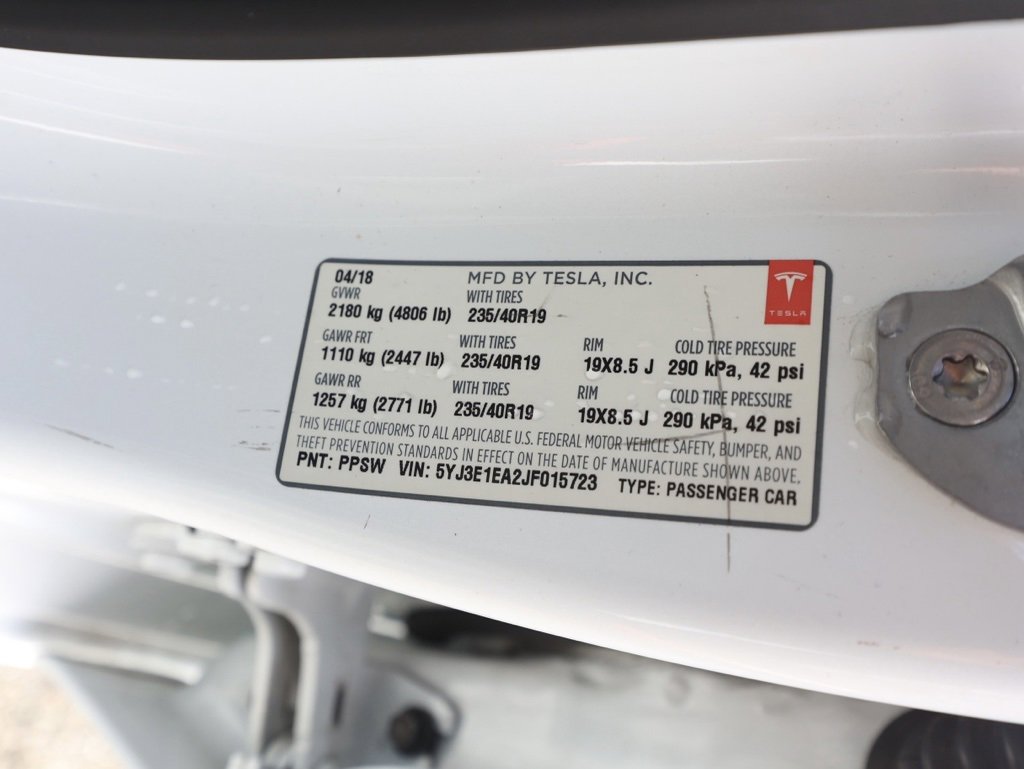 04/18 MFD BY TESLA, INC.
GVWR WITH TIRES
2180 kg (4806 lb) 235/40R19
TESLA
GAWR FRT WITH TIRES RIM COLD TIRE PRESSURE
1110 kg (2447 lb) 235/40R19 19X8.5 J 290 kPa, 42 psi
GAWR RR WITH TIRES RIM COLD TIRE PRESSURE
1257 kg (2771 lb) 235/40R19 19X8.5 J 290 kPa, 42 psi
THIS VEHICLE CONFORMS TO ALL APPLICABLE U.S. FEDERAL MOTOR VEHICLE SAFETY, BUMPER, AND
THEFT PREVENTION STANDARDS IN EFFECT ON THE DATE OF MANUFACTURE SHOWN ABOVE.
PNT: PPSW VIN: 5YJ3E1EA2JF015723 TYPE: PASSENGER CAR